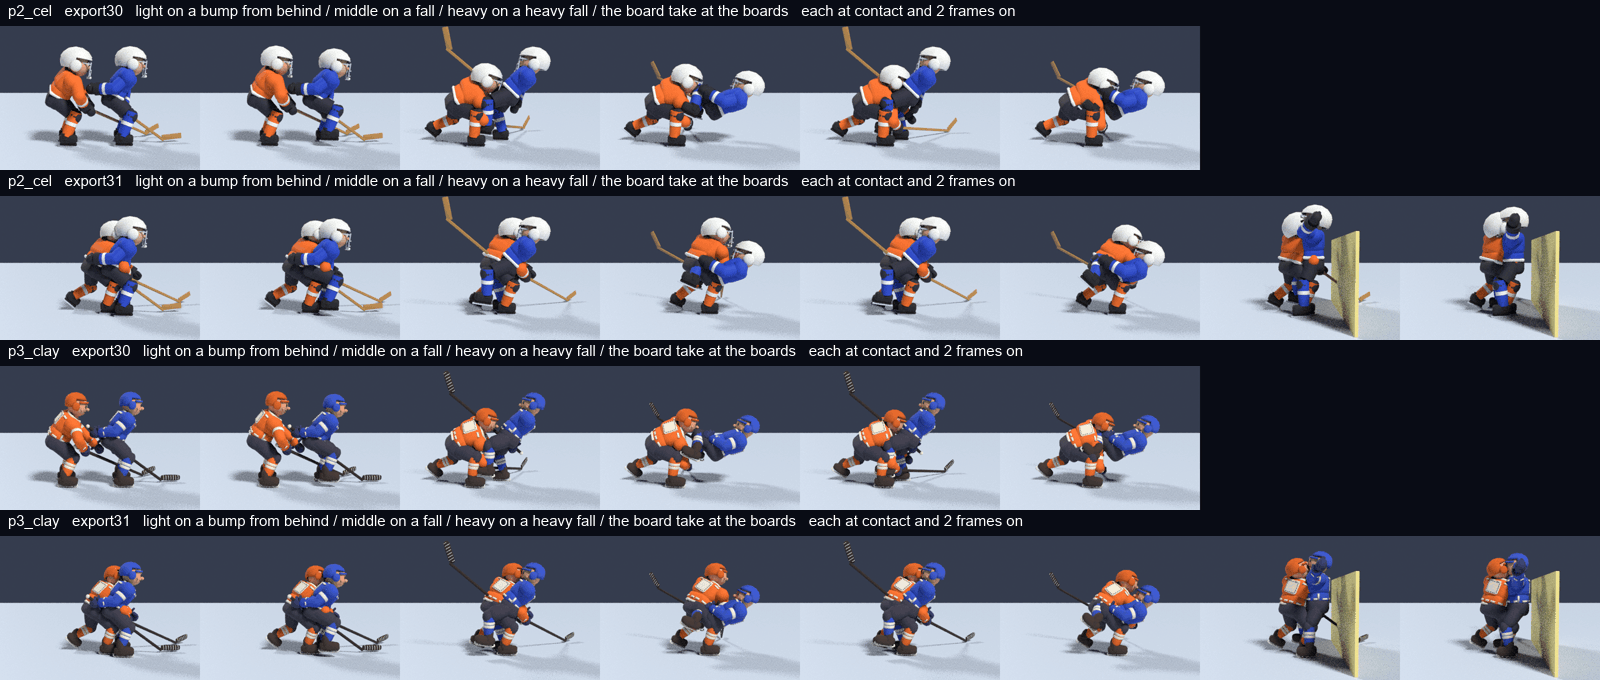 p2_cel export30 light on a bump from behind / middle on a fall / heavy on a heavy fall / the board take at the boards each at contact and 2 frames on
p2_cel export31 light on a bump from behind / middle on a fall / heavy on a heavy fall / the board take at the boards each at contact and 2 frames on
p3_clay export30 light on a bump from behind / middle on a fall / heavy on a heavy fall / the board take at the boards each at contact and 2 frames on
p3_clay export31 light on a bump from behind / middle on a fall / heavy on a heavy fall / the board take at the boards each at contact and 2 frames on